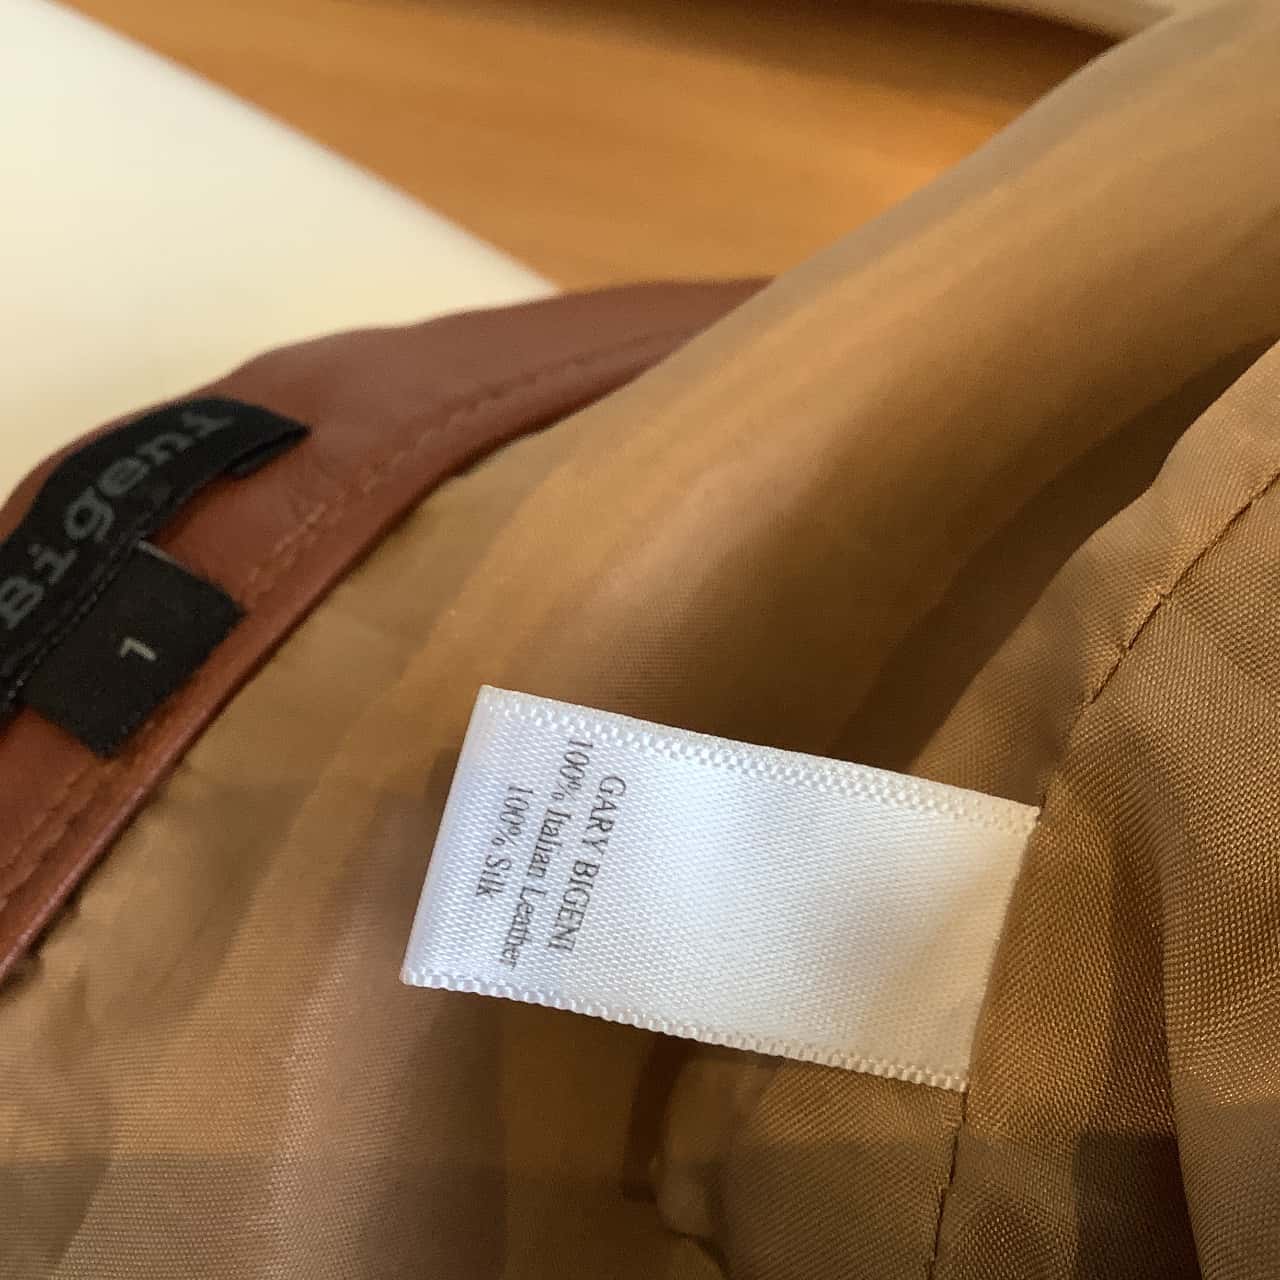 Bigeni
1
GARY BIGENI
100% Italian Leather
100% Silk